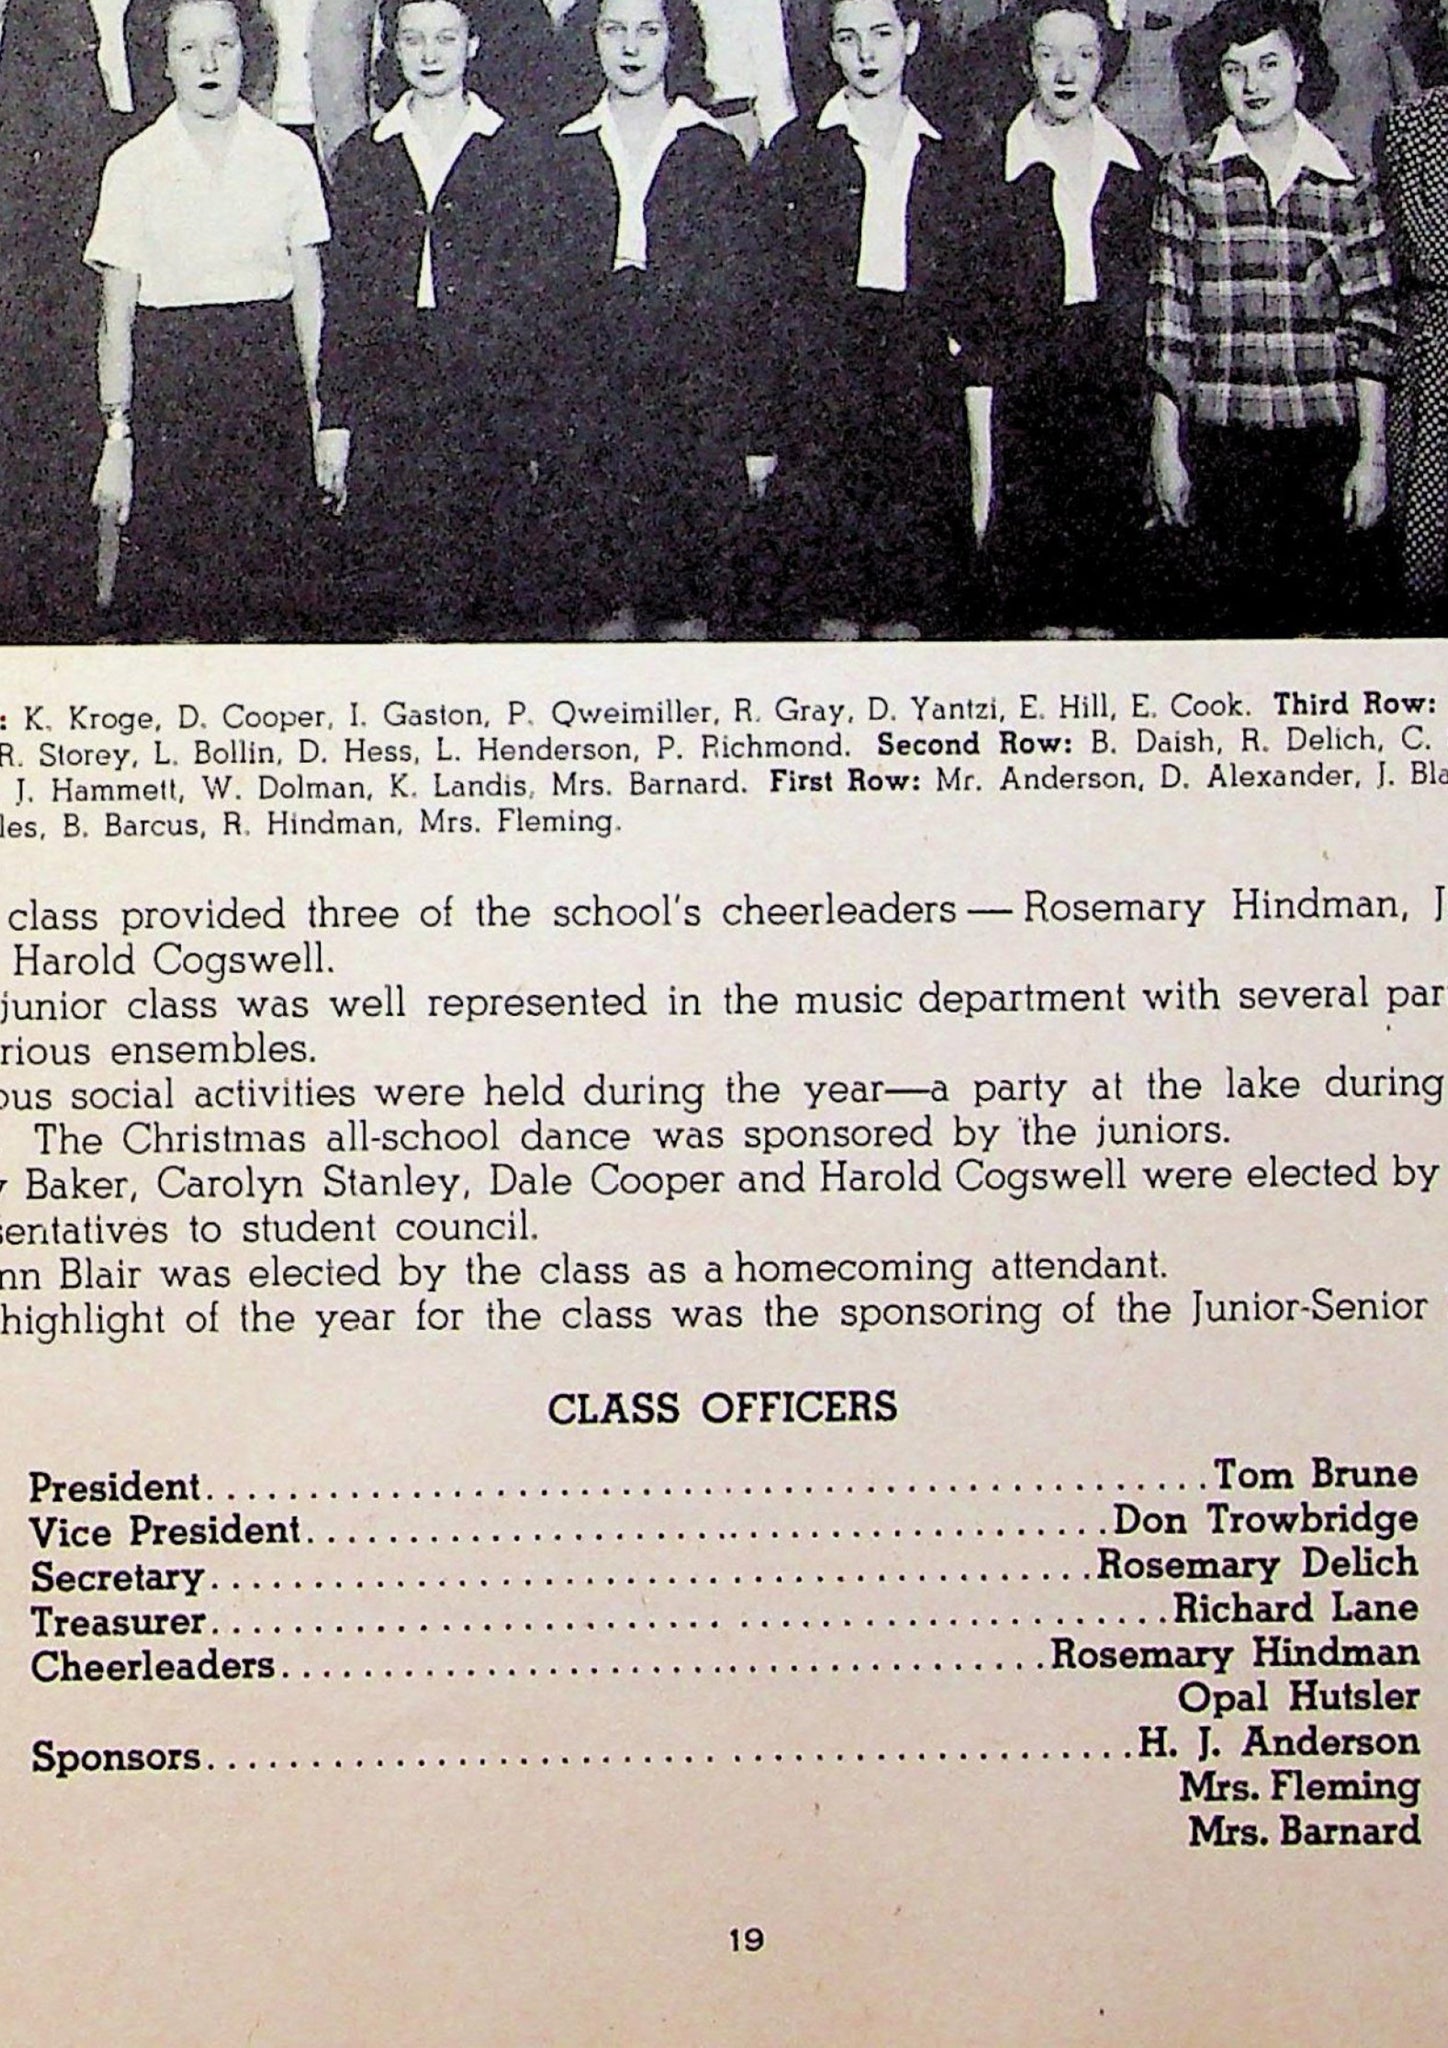 : K. Kroge, D. Cooper, I. Gaston, P. Qweimiller, R. Gray, D. Yantzi, E. Hill, E. Cook. Third Row:
R. Storey, L. Bollin, D. Hess, L. Henderson, P. Richmond. Second Row: B. Daish, R. Delich, C.
J. Hammett, W. Dolman, K. Landis, Mrs. Barnard. First Row: Mr. Anderson, D. Alexander, J.
B. Barcus, R. Hindman, Mrs. Fleming.
class provided three of the school's cheerleaders — Rosemary Hindman,
Harold Cogswell.
junior class was well represented in the music department with several
ensembles.
social activities were held during the year—a party at the lake during
The Christmas all-school dance was sponsored by the juniors.
Baker, Carolyn Stanley, Dale Cooper and Harold Cogswell were elected by
to student council.
Blair was elected by the class as a homecoming attendant.
highlight of the year for the class was the sponsoring of the Junior-Senior
CLASS OFFICERS
President. . . . . . . . . . . . . . . . . . . . Tom Brune
Vice President. . . . . . . . . . . . . . . . . . . . Don Trowbridge
Secretary. . . . . . . . . . . . . . . . . . . . Rosemary Delich
Treasurer. . . . . . . . . . . . . . . . . . . . Richard Lane
Cheerleaders. . . . . . . . . . . . . . . . . . . . Rosemary Hindman
Opal Hutsler
Sponsors. . . . . . . . . . . . . . . . . . . . H. J. Anderson
Mrs. Fleming
Mrs. Barnard
19